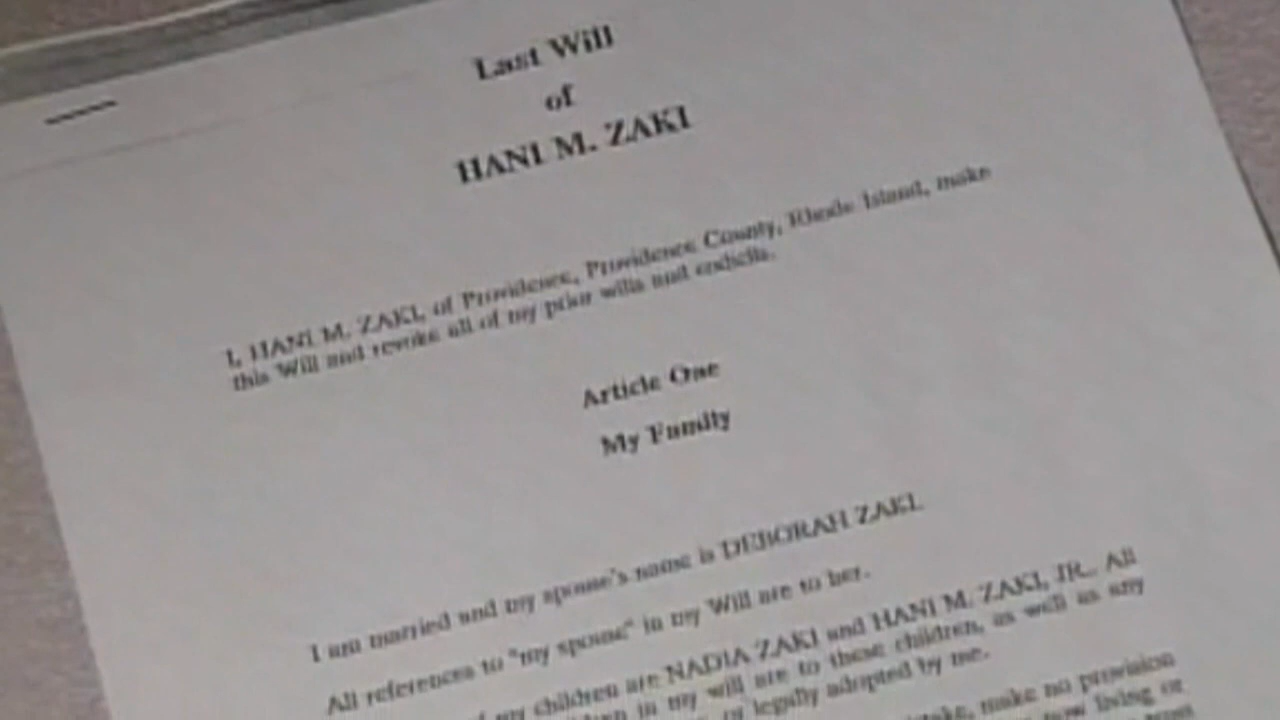 Last Will
of
HANI M. ZAKI
I, HANI M. ZAKI, of Providence, Providence County, Rhode Island, make
this Will and revoke all of my prior wills and codicils.
Article One
My Family
I am married and my spouse's name is DEBORAH ZAKI.
All references to "my spouse" in my Will are to her.
my children are NADIA ZAKI and HANI M. ZAKI, JR. All
in my will are to these children, as well as any
or legally adopted by me.
make no provision
now living or